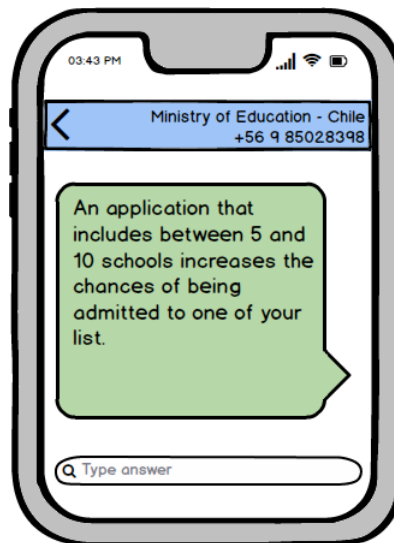 03:43 PM
Ministry of Education - Chile
+56 9 85028398
An application that
includes between 5 and
10 schools increases the
chances of being
admitted to one of your
list.
Type answer